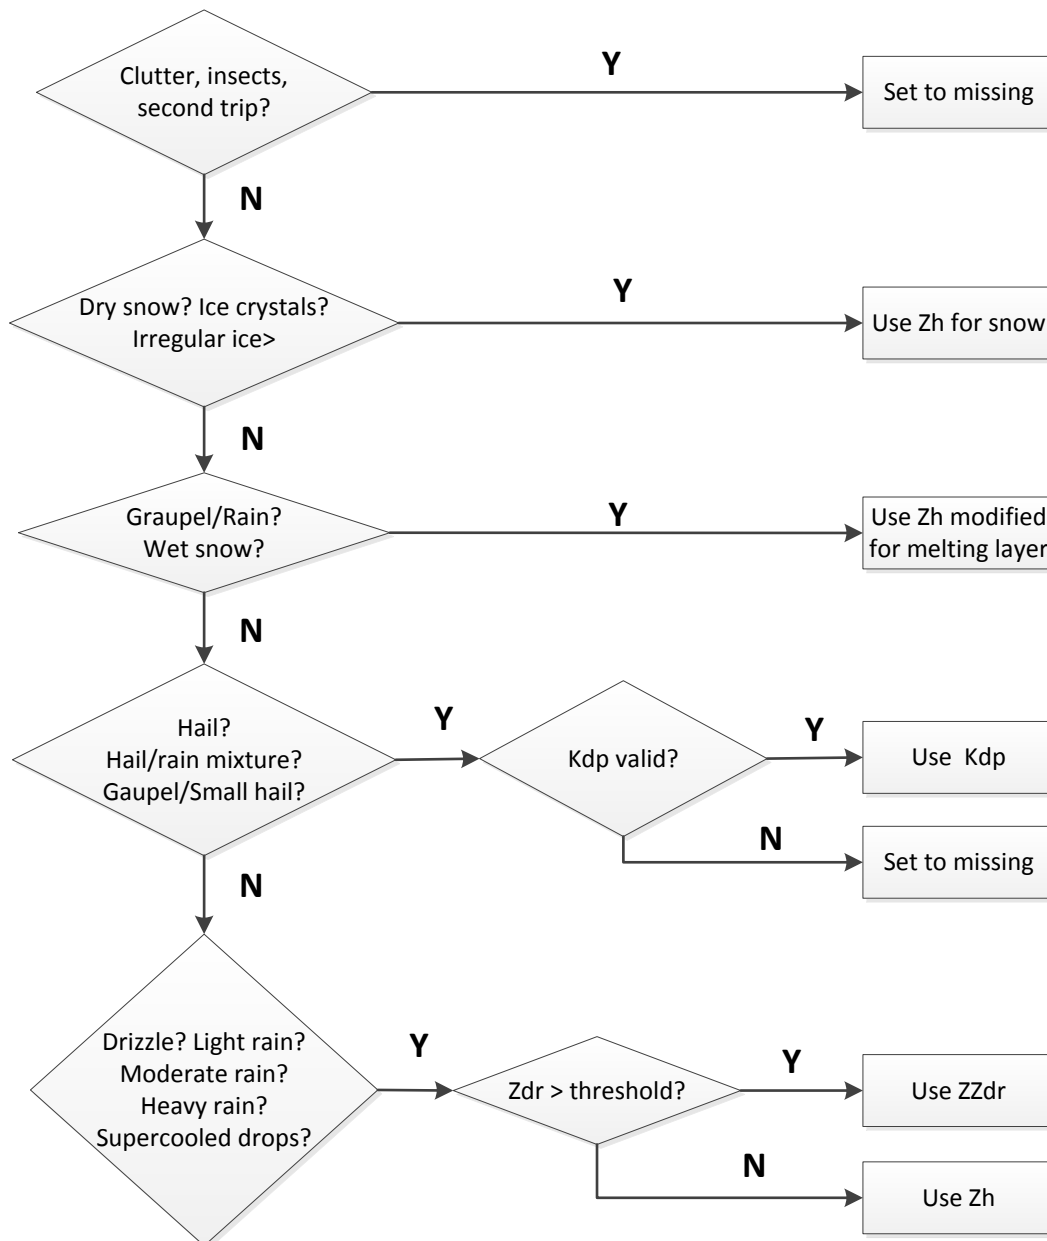 Clutter, insects,
second trip?
Y
Set to missing
N
Dry snow? Ice crystals?
Irregular ice>
Y
Use Zh for snow
N
Graupel/Rain?
Wet snow?
Y
Use Zh modified
for melting layer
N
Hail?
Hail/rain mixture?
Gaupel/Small hail?
Y
Kdp valid?
Y
Use  Kdp
N
Set to missing
N
Drizzle? Light rain?
Moderate rain?
Heavy rain?
Supercooled drops?
Y
Zdr > threshold?
Y
Use ZZdr
N
Use Zh